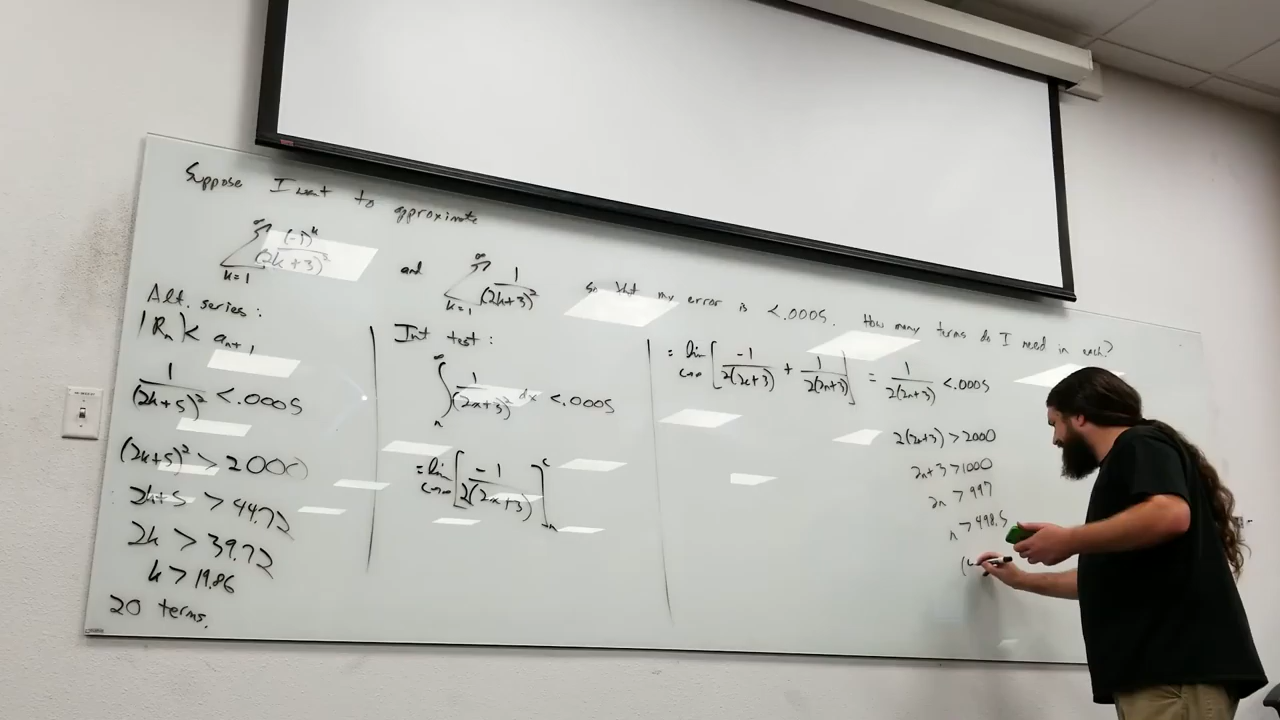 Suppose I want to approximate
∞ Σ k=1 (-1)^k / (2k+3)^2 and ∞ Σ k=1 1 / (2k+3)^2 so that my error is <.0005. How many terms do I need in each?
Alt. series:
|R_n| < a_{n+1}
1 / (2k+5)^2 < .0005
(2k+5)^2 > 2000
2k+5 > 44.72
2k > 39.72
k > 19.86
20 terms.
Int test:
∫_n^∞ 1 / (2x+3)^2 dx < .0005
= lim c→∞ [ -1 / 2(2x+3) ]_n^c
= lim c→∞ [ -1 / 2(2c+3) + 1 / 2(2n+3) ] = 1 / 2(2n+3) < .0005
2(2n+3) > 2000
2n+3 > 1000
2n > 997
n > 498.5